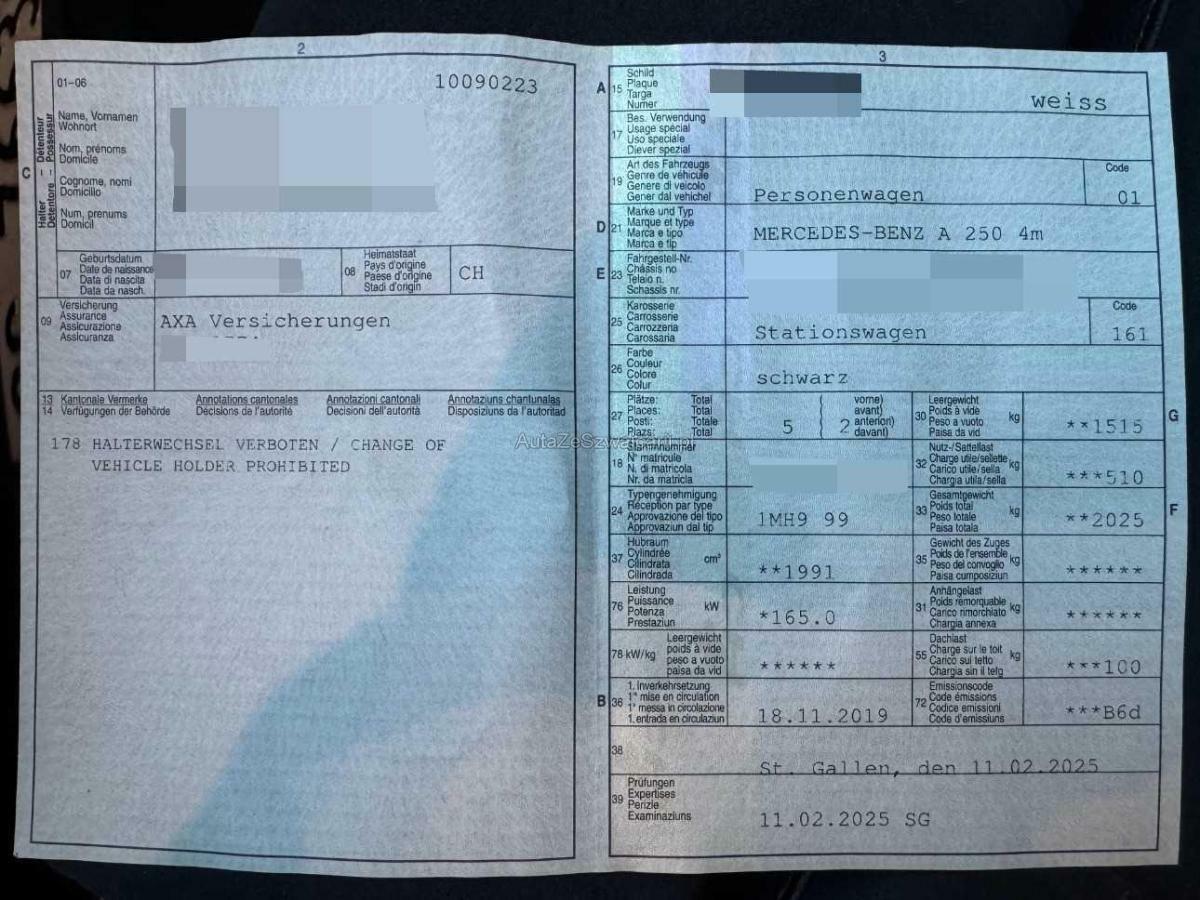 2
01-06
10090223
C
Halter – Détenteur
Detentore – Possessur
Name, Vornamen
Wohnort
Nom, prénoms
Domicile
Cognome, nomi
Domicilio
Num, prenums
Domicil
07
Geburtsdatum
Date de naissance
Data di nascita
Data da nasch.
08
Heimatstaat
Pays d'origine
Paese d'origine
Stadi d'origin
CH
09
Versicherung
Assurance
Assicurazione
Assicuranza
AXA Versicherungen
13 Kantonale Vermerke Annotations cantonales Annotazioni cantonali Annotaziuns chantunalas
14 Verfügungen der Behörde Décisions de l'autorité Decisioni dell'autorità Disposiziuns da l'autoritad
178 HALTERWECHSEL VERBOTEN / CHANGE OF
VEHICLE HOLDER PROHIBITED
3
A
15
Schild
Plaque
Targa
Numer
weiss
17
Bes. Verwendung
Usage spécial
Uso speciale
Diever spezial
19
Art des Fahrzeugs
Genre de véhicule
Genere di veicolo
Gener dal vehichel
Personenwagen
Code
01
D
21
Marke und Typ
Marque et type
Marca e tipo
Marca e tip
MERCEDES-BENZ A 250 4m
E
23
Fahrgestell-Nr.
Châssis no
Telaio n.
Schassis nr.
25
Karosserie
Carrosserie
Carrozzeria
Carossaria
Stationswagen
Code
161
26
Farbe
Couleur
Colore
Colur
schwarz
27
Plätze: Total
Places: Total
Posti: Totale
Plazs: Total
5
( vorne)
avant)
anteriori)
( davant)
2
30
Leergewicht
Poids à vide
Peso a vuoto
Paisa da vid
kg
**1515
G
AutaZeSzwajcarii.pl
18
Stammnummer
N° matricule
N. di matricola
Nr. da matricla
32
Nutz-/Sattellast
Charge utile/sellette
Carico utile/sella
Chargia utila/sella
kg
***510
24
Typengenehmigung
Réception par type
Approvazione del tipo
Approvaziun dal tip
1MH9 99
33
Gesamtgewicht
Poids total
Peso totale
Paisa totala
kg
**2025
F
37
Hubraum
Cylindrée
Cilindrata
Cilindrada
cm³
**1991
35
Gewicht des Zuges
Poids de l'ensemble
Peso del convoglio
Paisa cumposiziun
kg
******
76
Leistung
Puissance
Potenza
Prestaziun
kW
*165.0
31
Anhängelast
Poids remorquable
Carico rimorchiato
Chargia annexa
kg
******
78 kW/kg
Leergewicht
poids à vide
peso a vuoto
paisa da vid
******
55
Dachlast
Charge sur le toit
Carico sul tetto
Chargia sin il tetg
kg
***100
B
36
1. Inverkehrsetzung
1re mise en circulation
1a messa in circolazione
1. entrada en circulaziun
18.11.2019
72
Emissionscode
Code émissions
Codice emissioni
Code d'emissiuns
***B6d
38
St. Gallen, den 11.02.2025
39
Prüfungen
Expertises
Perizie
Examinaziuns
11.02.2025 SG